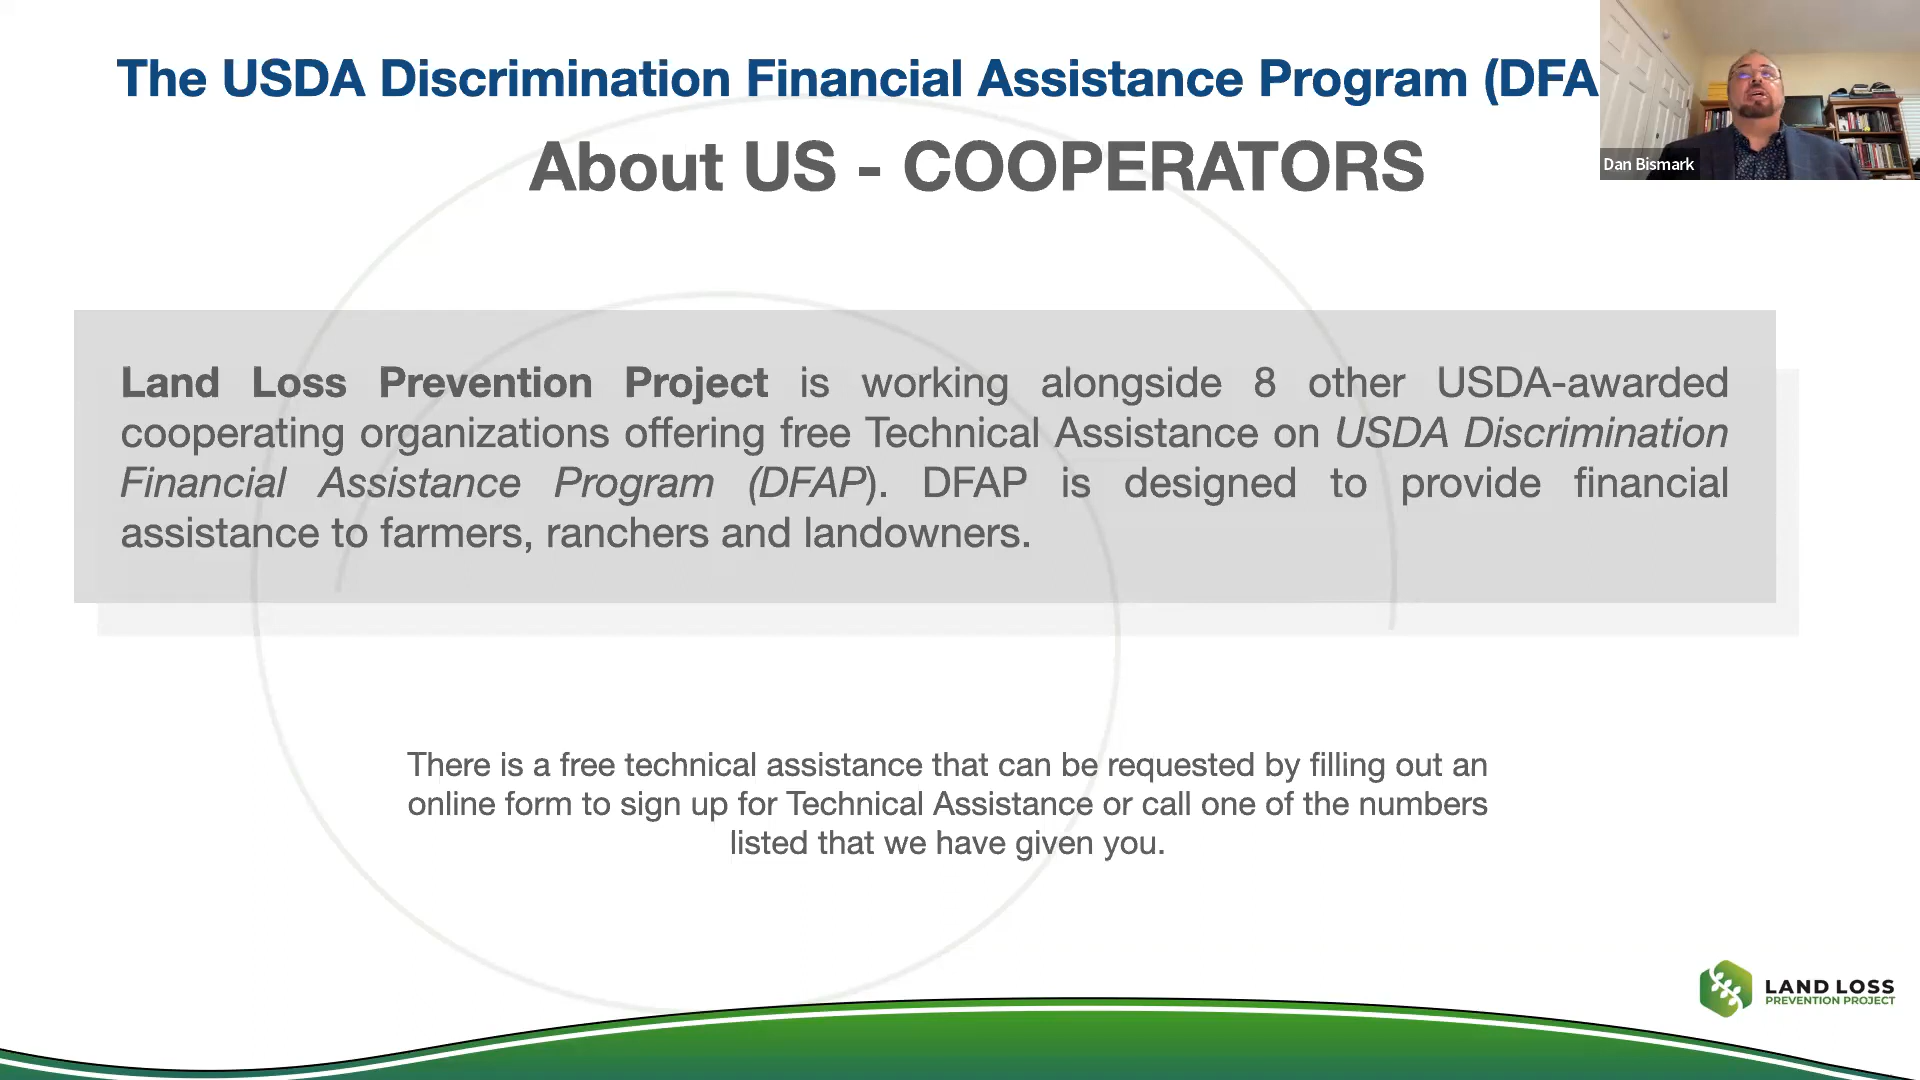 The USDA Discrimination Financial Assistance Program (DFA
About US - COOPERATORS
Dan Bismark
Land Loss Prevention Project is working alongside 8 other USDA-awarded
cooperating organizations offering free Technical Assistance on USDA Discrimination
Financial Assistance Program (DFAP). DFAP is designed to provide financial
assistance to farmers, ranchers and landowners.
There is a free technical assistance that can be requested by filling out an
online form to sign up for Technical Assistance or call one of the numbers
listed that we have given you.
LAND LOSS
PREVENTION PROJECT